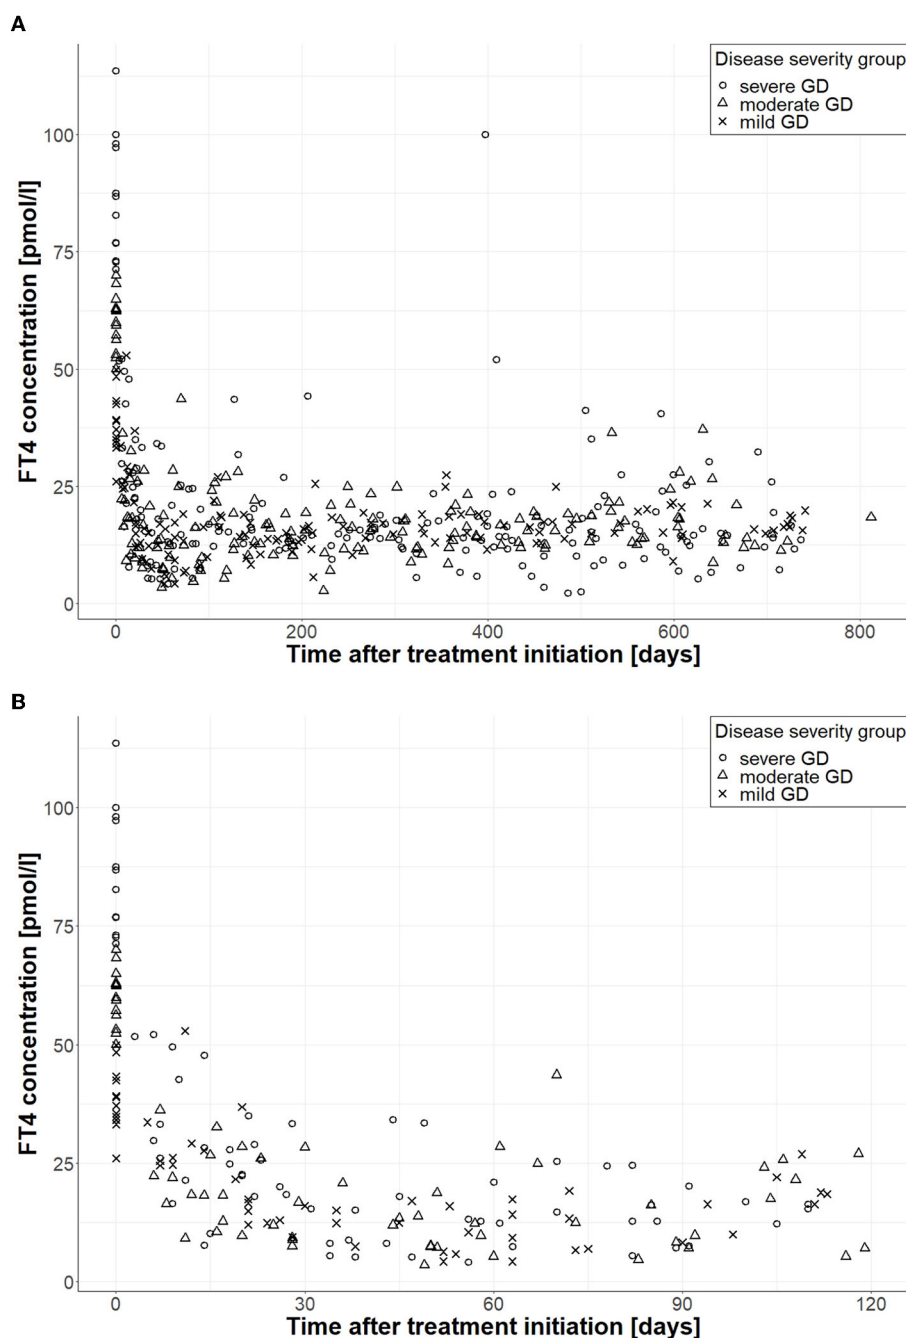 A
Disease severity group
severe GD
moderate GD
mild GD
FT4 concentration [pmol/l]
100
75
50
25
0
0 200 400 600 800
Time after treatment initiation [days]
B
Disease severity group
severe GD
moderate GD
mild GD
FT4 concentration [pmol/l]
100
75
50
25
0
0 30 60 90 120
Time after treatment initiation [days]